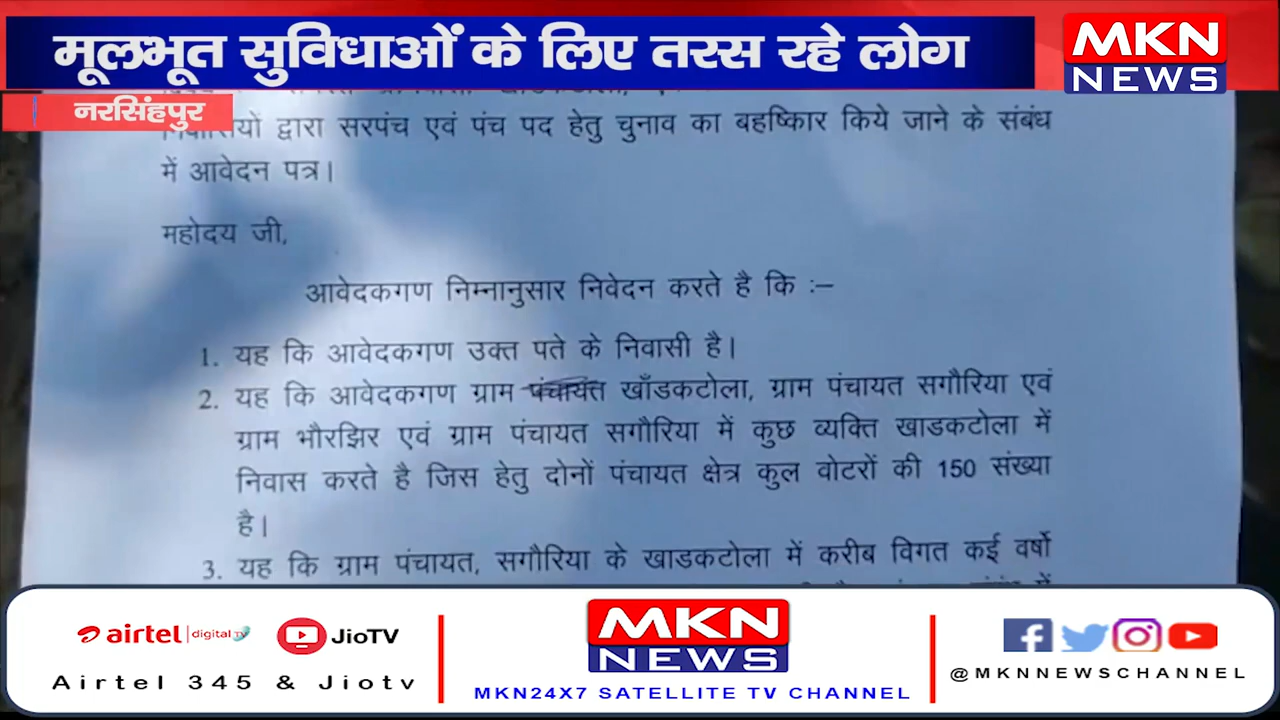 मूलभूत सुविधाओं के लिए तरस रहे लोग
MKN
NEWS
नरसिंहपुर
द्वारा सरपंच एवं पंच पद हेतु चुनाव का बहष्किार किये जाने के संबंध
में आवेदन पत्र।
महोदय जी,
आवेदकगण निम्नानुसार निवेदन करते है कि :–
1. यह कि आवेदकगण उक्त पते के निवासी है।
2. यह कि आवेदकगण ग्राम पंचायत खाँडकटोला, ग्राम पंचायत सगौरिया एवं
ग्राम भौरझिर एवं ग्राम पंचायत सगौरिया में कुछ व्यक्ति खाडकटोला में
निवास करते है जिस हेतु दोनों पंचायत क्षेत्र कुल वोटरों की 150 संख्या
है।
3. यह कि ग्राम पंचायत, सगौरिया के खाडकटोला में करीब विगत कई वर्षो
airtel digital TV
JioTV
Airtel 345 & Jiotv
MKN
NEWS
MKN24X7 SATELLITE TV CHANNEL
@MKNNEWSCHANNEL